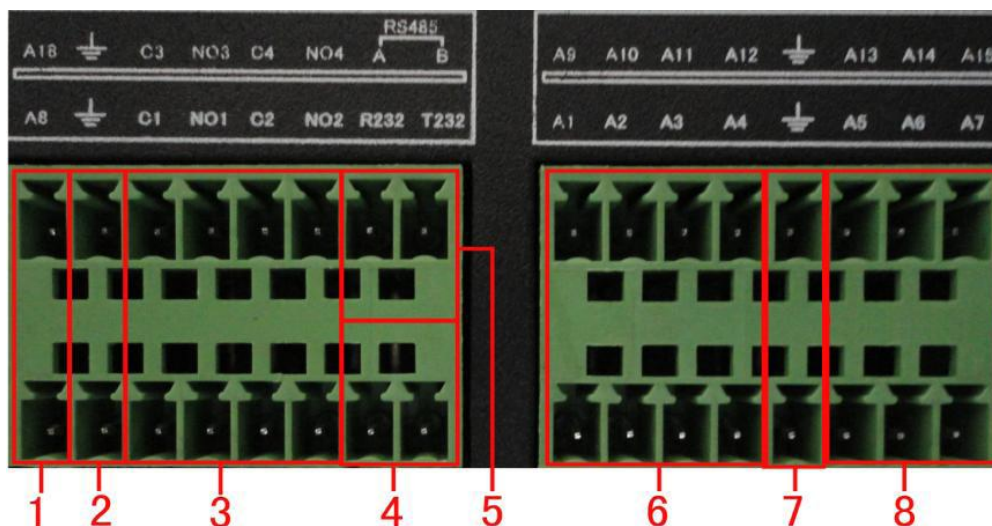 RS485
A16 C3 NO3 C4 NO4 A B
A8 C1 NO1 C2 NO2 R232 T232
A9 A10 A11 A12 A13 A14 A15
A1 A2 A3 A4 A5 A6 A7
1 2 3 4 5 6 7 8